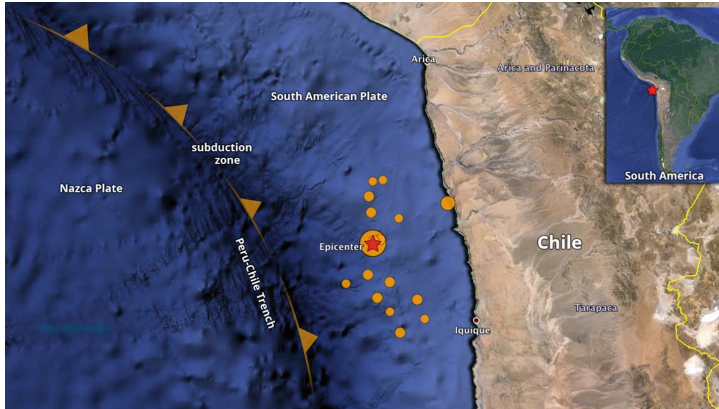 Arica
Arica and Parinacota
South American Plate
subduction
zone
Nazca Plate
South America
Epicenter
Chile
Peru-Chile Trench
Tarapaca
Iquique